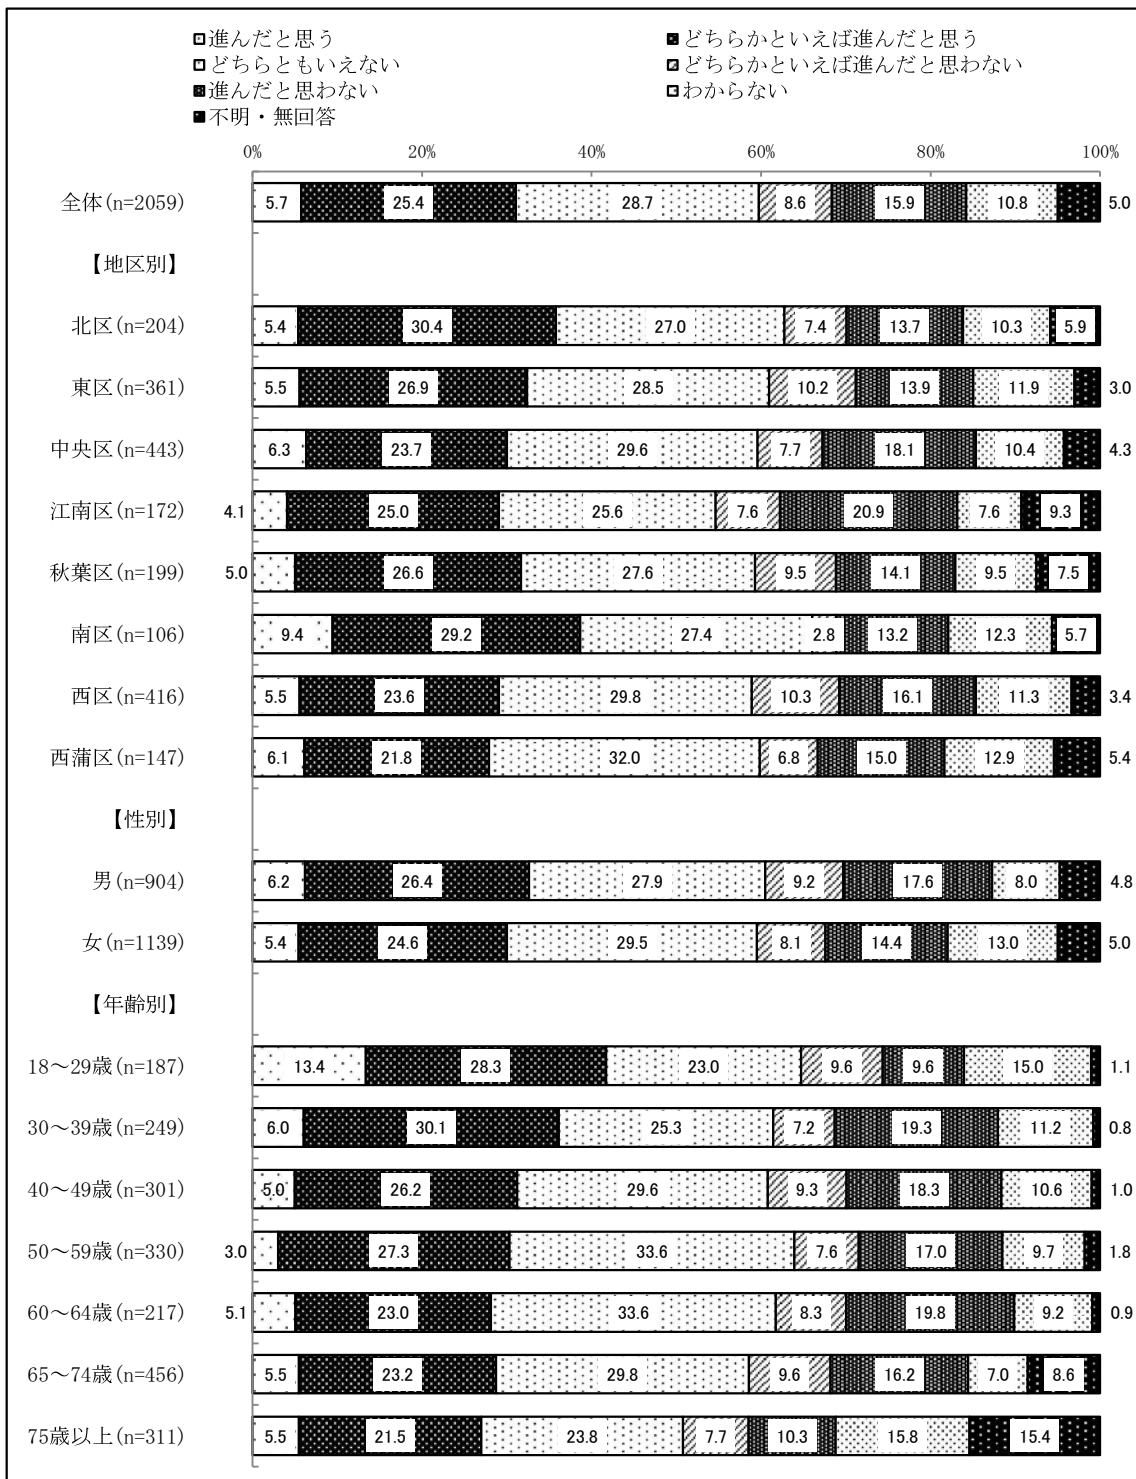 進んだと思う どちらかといえば進んだと思う
どちらともいえない どちらかといえば進んだと思わない
進んだと思わない わからない
不明・無回答
0% 20% 40% 60% 80% 100%
全体(n=2059) 5.7 25.4 28.7 8.6 15.9 10.8 5.0
【地区別】
北区(n=204) 5.4 30.4 27.0 7.4 13.7 10.3 5.9
東区(n=361) 5.5 26.9 28.5 10.2 13.9 11.9 3.0
中央区(n=443) 6.3 23.7 29.6 7.7 18.1 10.4 4.3
江南区(n=172) 4.1 25.0 25.6 7.6 20.9 7.6 9.3
秋葉区(n=199) 5.0 26.6 27.6 9.5 14.1 9.5 7.5
南区(n=106) 9.4 29.2 27.4 2.8 13.2 12.3 5.7
西区(n=416) 5.5 23.6 29.8 10.3 16.1 11.3 3.4
西蒲区(n=147) 6.1 21.8 32.0 6.8 15.0 12.9 5.4
【性別】
男(n=904) 6.2 26.4 27.9 9.2 17.6 8.0 4.8
女(n=1139) 5.4 24.6 29.5 8.1 14.4 13.0 5.0
【年齢別】
18～29歳(n=187) 13.4 28.3 23.0 9.6 9.6 15.0 1.1
30～39歳(n=249) 6.0 30.1 25.3 7.2 19.3 11.2 0.8
40～49歳(n=301) 5.0 26.2 29.6 9.3 18.3 10.6 1.0
50～59歳(n=330) 3.0 27.3 33.6 7.6 17.0 9.7 1.8
60～64歳(n=217) 5.1 23.0 33.6 8.3 19.8 9.2 0.9
65～74歳(n=456) 5.5 23.2 29.8 9.6 16.2 7.0 8.6
75歳以上(n=311) 5.5 21.5 23.8 7.7 10.3 15.8 15.4